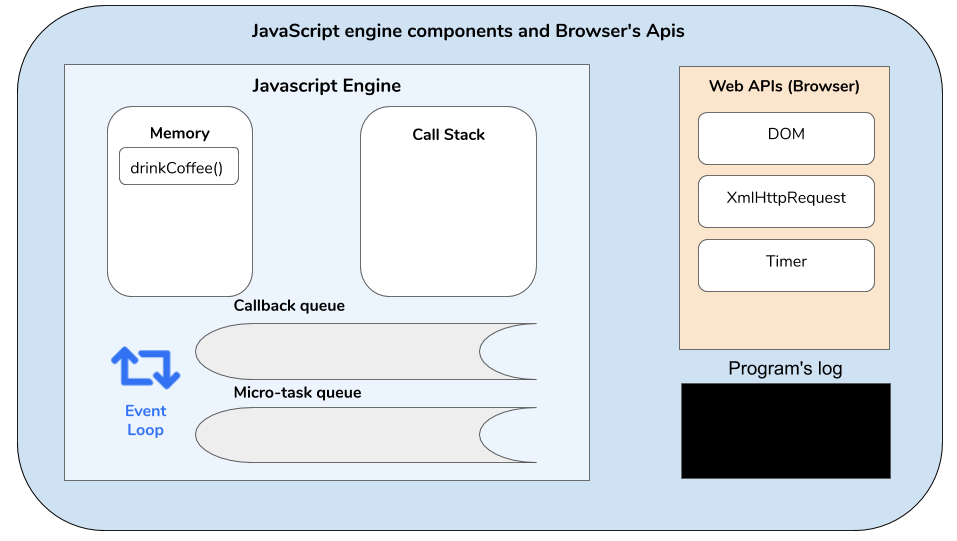 JavaScript engine components and Browser's Apis
Javascript Engine
Memory
drinkCoffee()
Call Stack
Callback queue
Micro-task queue
Event
Loop
Web APIs (Browser)
DOM
XmlHttpRequest
Timer
Program's log